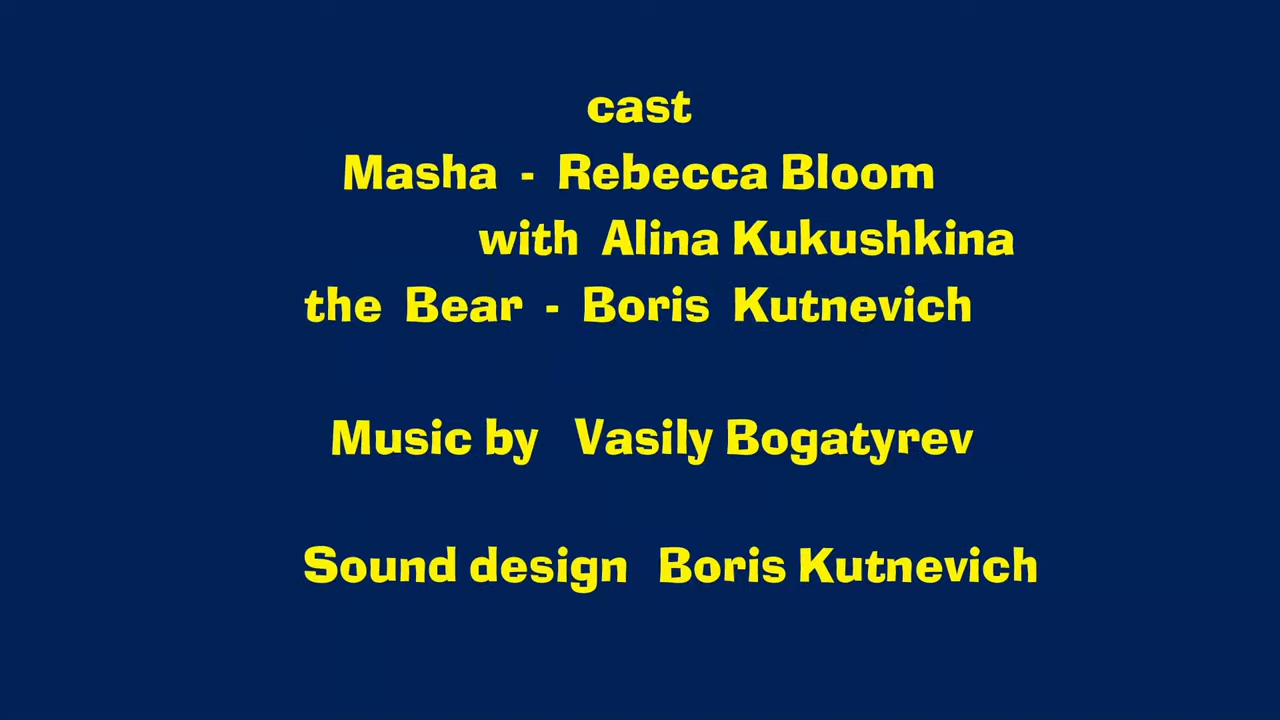 cast
Masha - Rebecca Bloom
with Alina Kukushkina
the Bear - Boris Kutnevich
Music by Vasily Bogatyrev
Sound design Boris Kutnevich